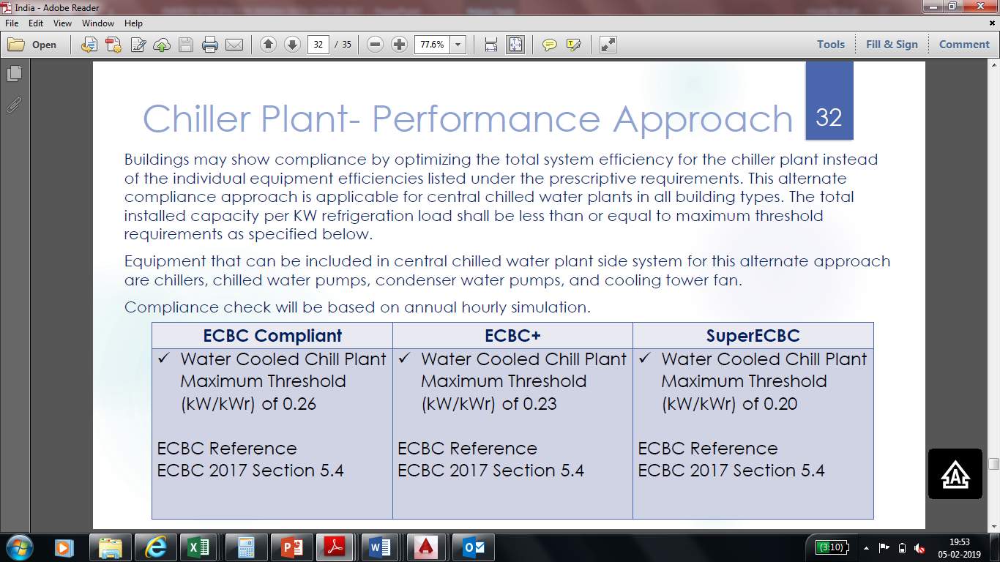 India - Adobe Reader
File Edit View Window Help
Open 32 / 35 77.6% Tools Fill & Sign Comment
Chiller Plant- Performance Approach
32
Buildings may show compliance by optimizing the total system efficiency for the chiller plant instead
of the individual equipment efficiencies listed under the prescriptive requirements. This alternate
compliance approach is applicable for central chilled water plants in all building types. The total
installed capacity per KW refrigeration load shall be less than or equal to maximum threshold
requirements as specified below.
Equipment that can be included in central chilled water plant side system for this alternate approach
are chillers, chilled water pumps, condenser water pumps, and cooling tower fan.
Compliance check will be based on annual hourly simulation.
ECBC Compliant
✓ Water Cooled Chill Plant
Maximum Threshold
(kW/kWr) of 0.26
ECBC Reference
ECBC 2017 Section 5.4
ECBC+
✓ Water Cooled Chill Plant
Maximum Threshold
(kW/kWr) of 0.23
ECBC Reference
ECBC 2017 Section 5.4
SuperECBC
✓ Water Cooled Chill Plant
Maximum Threshold
(kW/kWr) of 0.20
ECBC Reference
ECBC 2017 Section 5.4
(3:10)
19:53
05-02-2019